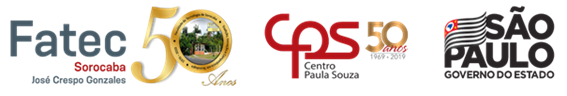 Fatec
Sorocaba
José Crespo Gonzales
50
Anos
cps
Centro
Paula Souza
50
anos
1969 - 2019
SÃO
PAULO
GOVERNO DO ESTADO